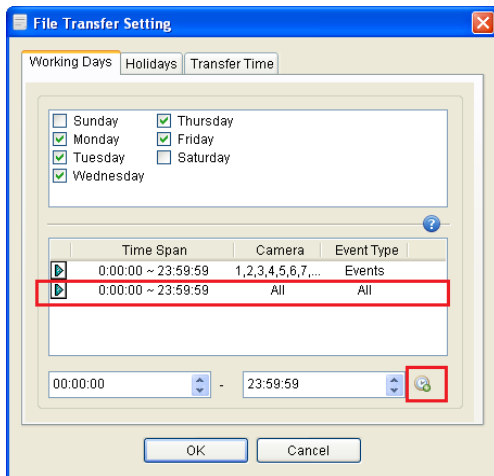 File Transfer Setting
Working Days Holidays Transfer Time
Sunday Thursday
Monday Friday
Tuesday Saturday
Wednesday
?
Time Span Camera Event Type
0:00:00 ~ 23:59:59 1,2,3,4,5,6,7,... Events
0:00:00 ~ 23:59:59 All All
00:00:00 - 23:59:59
OK Cancel